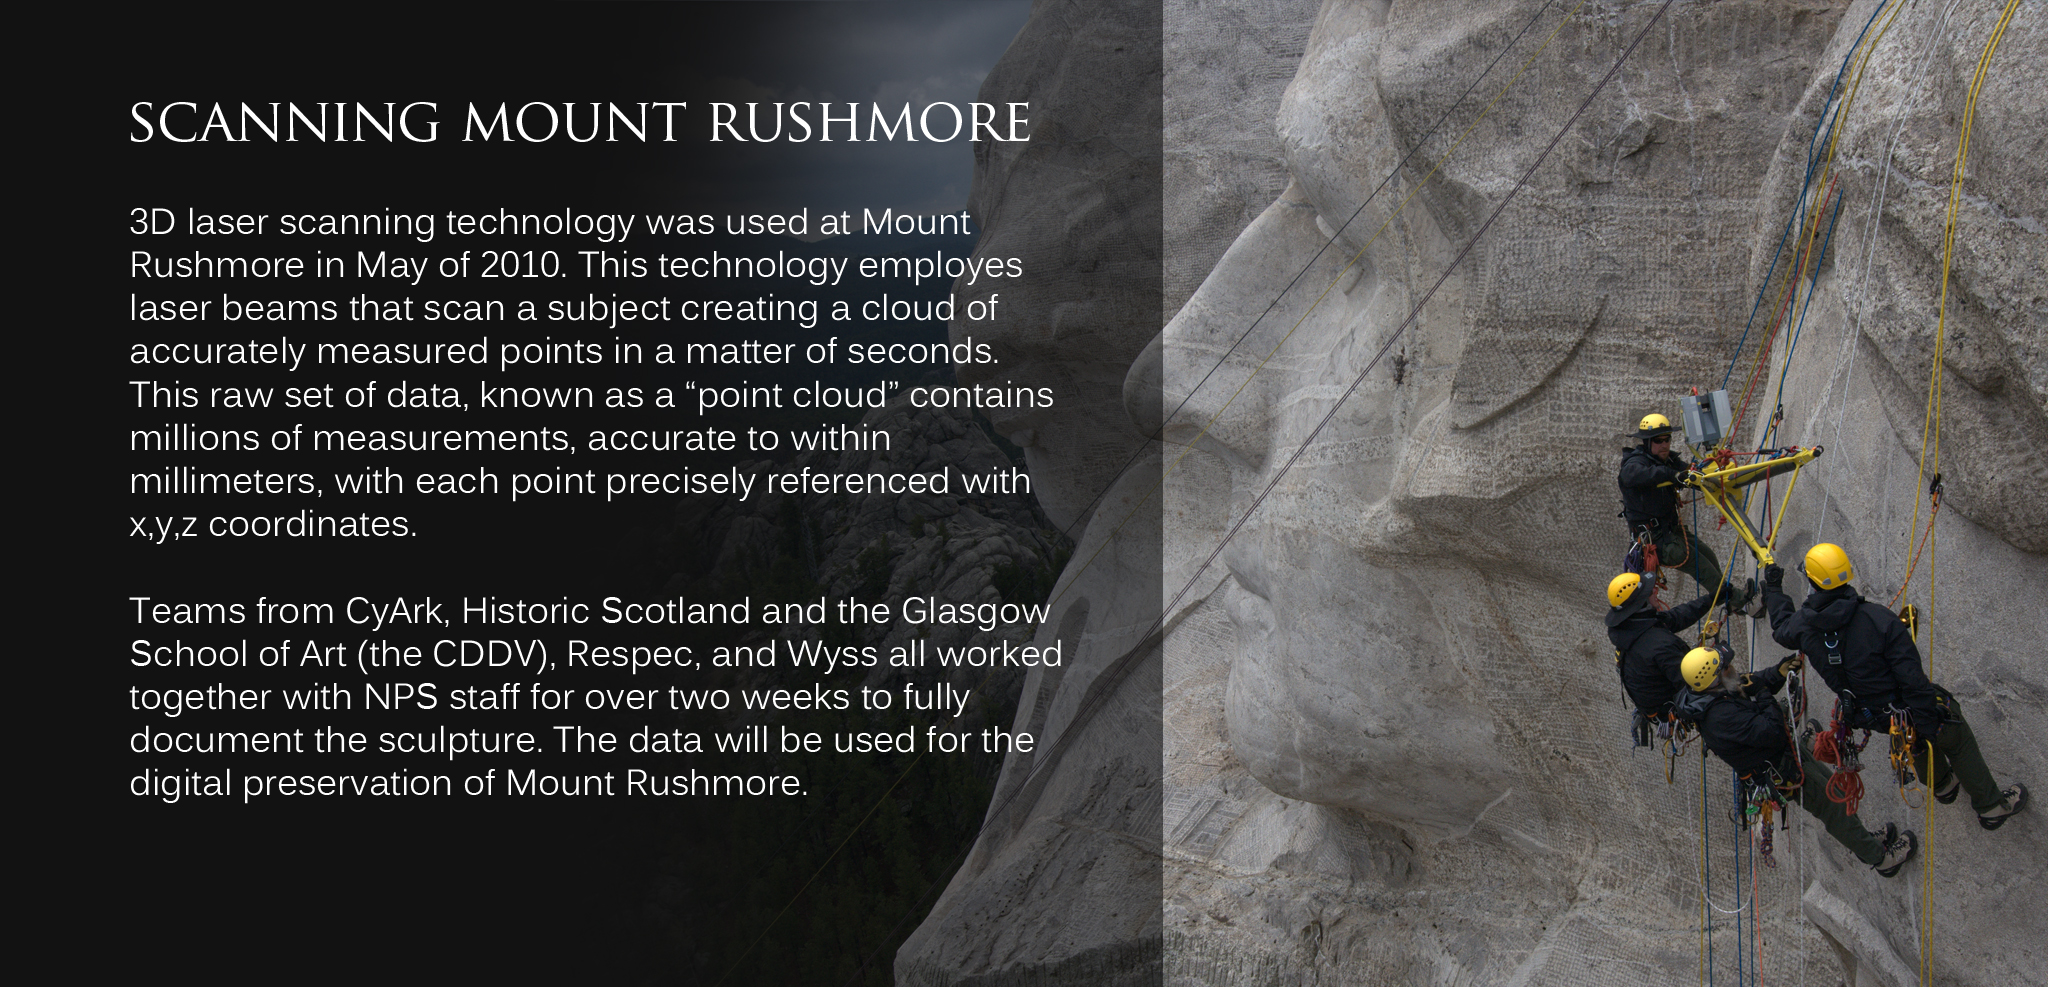 SCANNING MOUNT RUSHMORE
3D laser scanning technology was used at Mount
Rushmore in May of 2010. This technology employes
laser beams that scan a subject creating a cloud of
accurately measured points in a matter of seconds.
This raw set of data, known as a “point cloud” contains
millions of measurements, accurate to within
millimeters, with each point precisely referenced with
x,y,z coordinates.
Teams from CyArk, Historic Scotland and the Glasgow
School of Art (the CDDV), Respec, and Wyss all worked
together with NPS staff for over two weeks to fully
document the sculpture. The data will be used for the
digital preservation of Mount Rushmore.